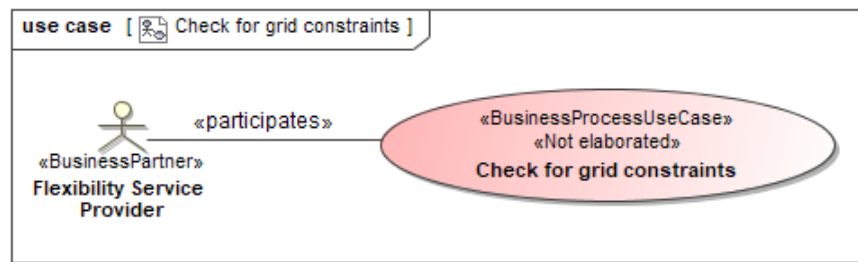 use case [ Check for grid constraints ]
«participates»
«BusinessPartner»
Flexibility Service
Provider
«BusinessProcessUseCase»
«Not elaborated»
Check for grid constraints